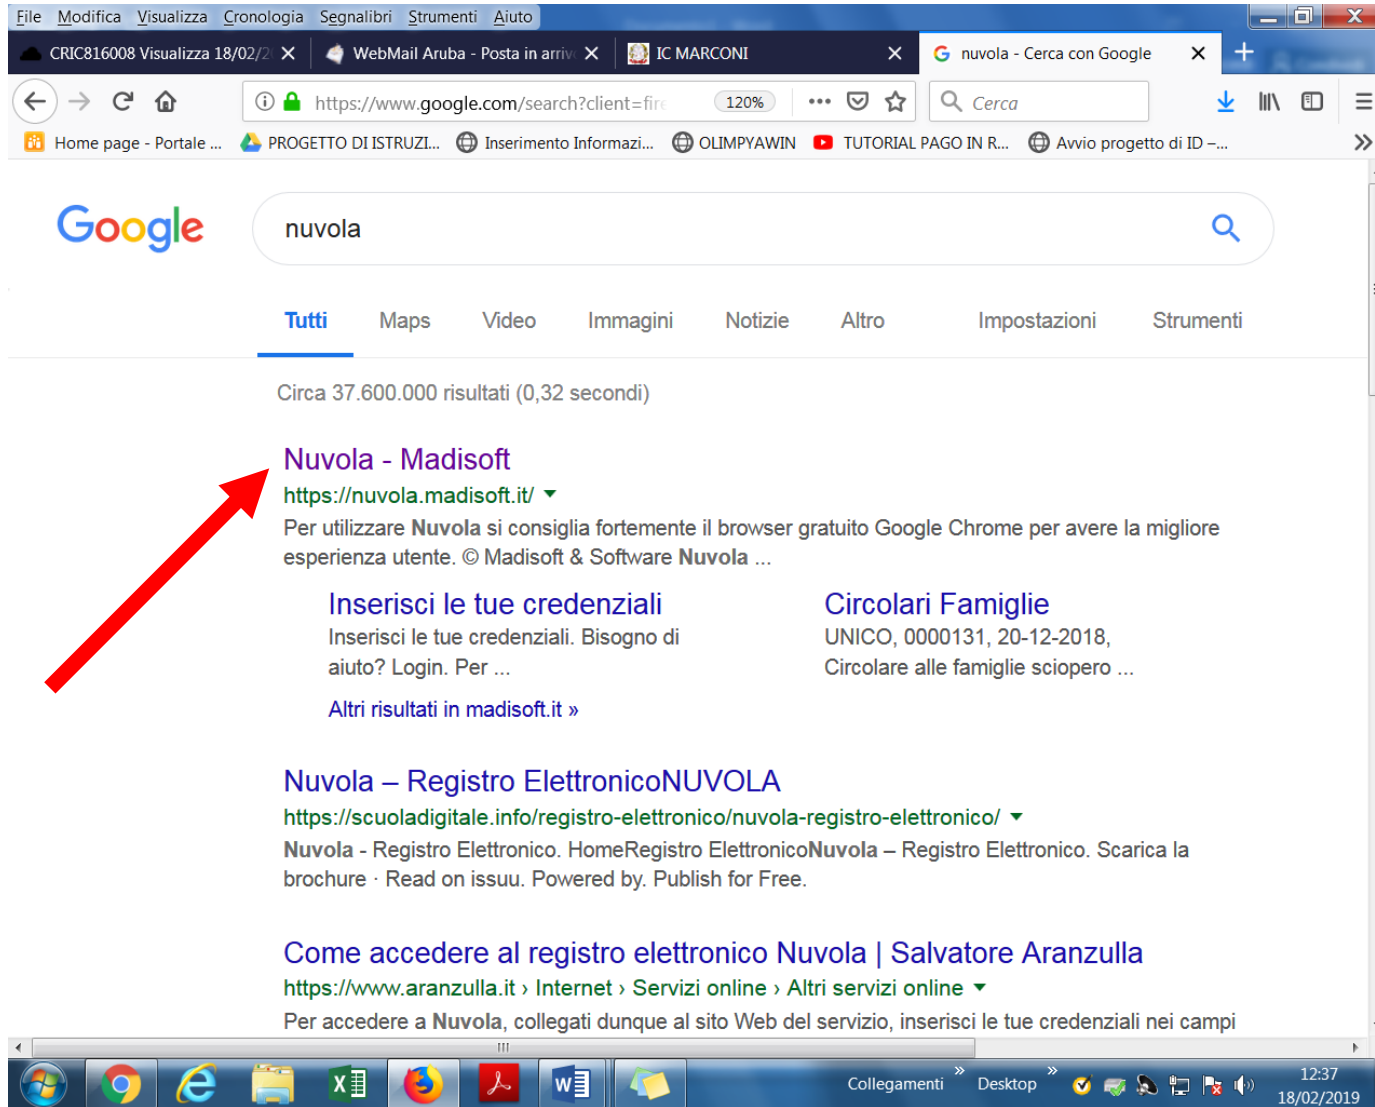 File Modifica Visualizza Cronologia Segnalibri Strumenti Aiuto
CRIC816008 Visualizza 18/02/2 WebMail Aruba - Posta in arriv IC MARCONI nuvola - Cerca con Google
https://www.google.com/search?client=fire 120% Cerca
Home page - Portale ... PROGETTO DI ISTRUZI... Inserimento Informazi... OLIMPYAWIN TUTORIAL PAGO IN R... Avvio progetto di ID –...
Google nuvola
Tutti Maps Video Immagini Notizie Altro Impostazioni Strumenti
Circa 37.600.000 risultati (0,32 secondi)
Nuvola - Madisoft
https://nuvola.madisoft.it/
Per utilizzare Nuvola si consiglia fortemente il browser gratuito Google Chrome per avere la migliore
esperienza utente. © Madisoft & Software Nuvola ...
Inserisci le tue credenziali
Inserisci le tue credenziali. Bisogno di
aiuto? Login. Per ...
Circolari Famiglie
UNICO, 0000131, 20-12-2018,
Circolare alle famiglie sciopero ...
Altri risultati in madisoft.it »
Nuvola – Registro ElettronicoNUVOLA
https://scuoladigitale.info/registro-elettronico/nuvola-registro-elettronico/
Nuvola - Registro Elettronico. HomeRegistro ElettronicoNuvola – Registro Elettronico. Scarica la
brochure · Read on issuu. Powered by. Publish for Free.
Come accedere al registro elettronico Nuvola | Salvatore Aranzulla
https://www.aranzulla.it › Internet › Servizi online › Altri servizi online
Per accedere a Nuvola, collegati dunque al sito Web del servizio, inserisci le tue credenziali nei campi
Collegamenti » Desktop » 12:37
18/02/2019